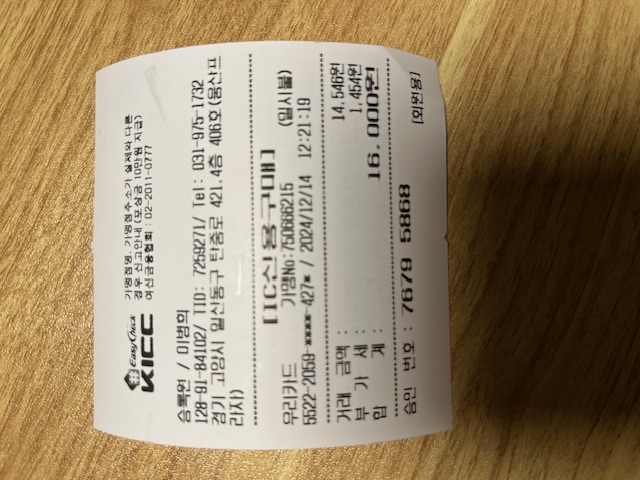 EasyCheck
KICC
가맹점명, 가맹점주소가 실제와 다른
경우 신고안내 (포상금 10만원 지급)
여신금융협회 : 02-2011-0777
승록원 / 이병희
128-91-84102/ TID: 7259271/ Tel: 031-975-1732
경기 고양시 일산동구 탄중로 421,4층 406호(웅산프
라자)
[IC신용구매]
우리카드 가맹No:750666215 (일시불)
5522-2059-****-427* / 2024/12/14 12:21:19
거래 금액 : 14,546원
부 가 세 : 1,454원
합 계 : 16,000원
승인 번호 : 7679 5868
[회원용]